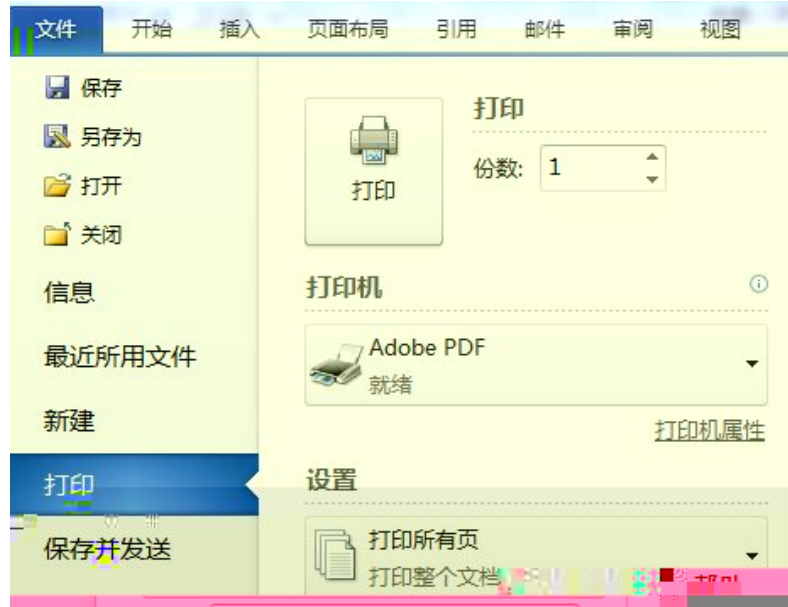 文件 开始 插入 页面布局 引用 邮件 审阅 视图
保存
另存为
打开
关闭
信息
最近所用文件
新建
打印
保存并发送
打印
打印
份数: 1
打印机
Adobe PDF
就绪
打印机属性
设置
打印所有页
打印整个文档